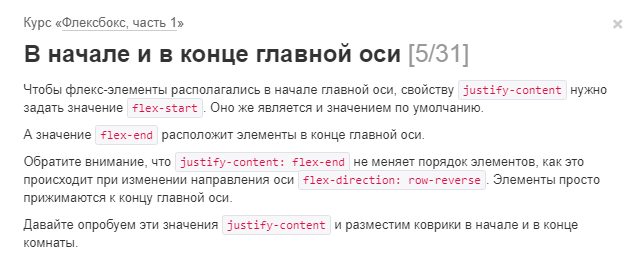 Курс «Флексбокс, часть 1»
В начале и в конце главной оси [5/31]
Чтобы флекс-элементы располагались в начале главной оси, свойству justify-content нужно
задать значение flex-start. Оно же является и значением по умолчанию.
А значение flex-end расположит элементы в конце главной оси.
Обратите внимание, что justify-content: flex-end не меняет порядок элементов, как это
происходит при изменении направления оси flex-direction: row-reverse. Элементы просто
прижимаются к концу главной оси.
Давайте опробуем эти значения justify-content и разместим коврики в начале и в конце
комнаты.